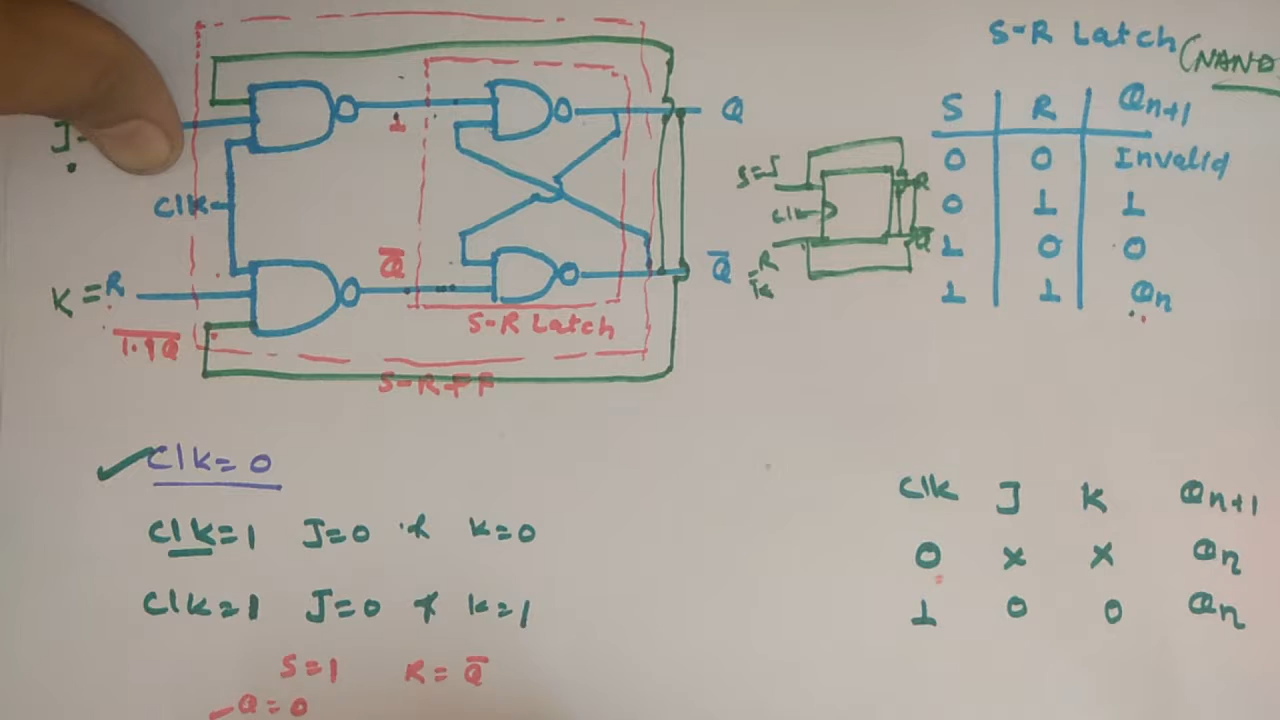 S-R Latch (NAND
S R Qn+1
0 0 Invalid
0 1 1
1 0 0
1 1 Qn
J
Clk
K = R
1.1Q
1
Q̅
Q
Q̅
S-R Latch
S-R-FF
S=J
Clk
R
K
Q
Q̅
Clk=0
Clk=1 J=0 & K=0
Clk=1 J=0 & K=1
S=1 R=Q̅
Q=0
Clk J K Qn+1
0 x x Qn
1 0 0 Qn